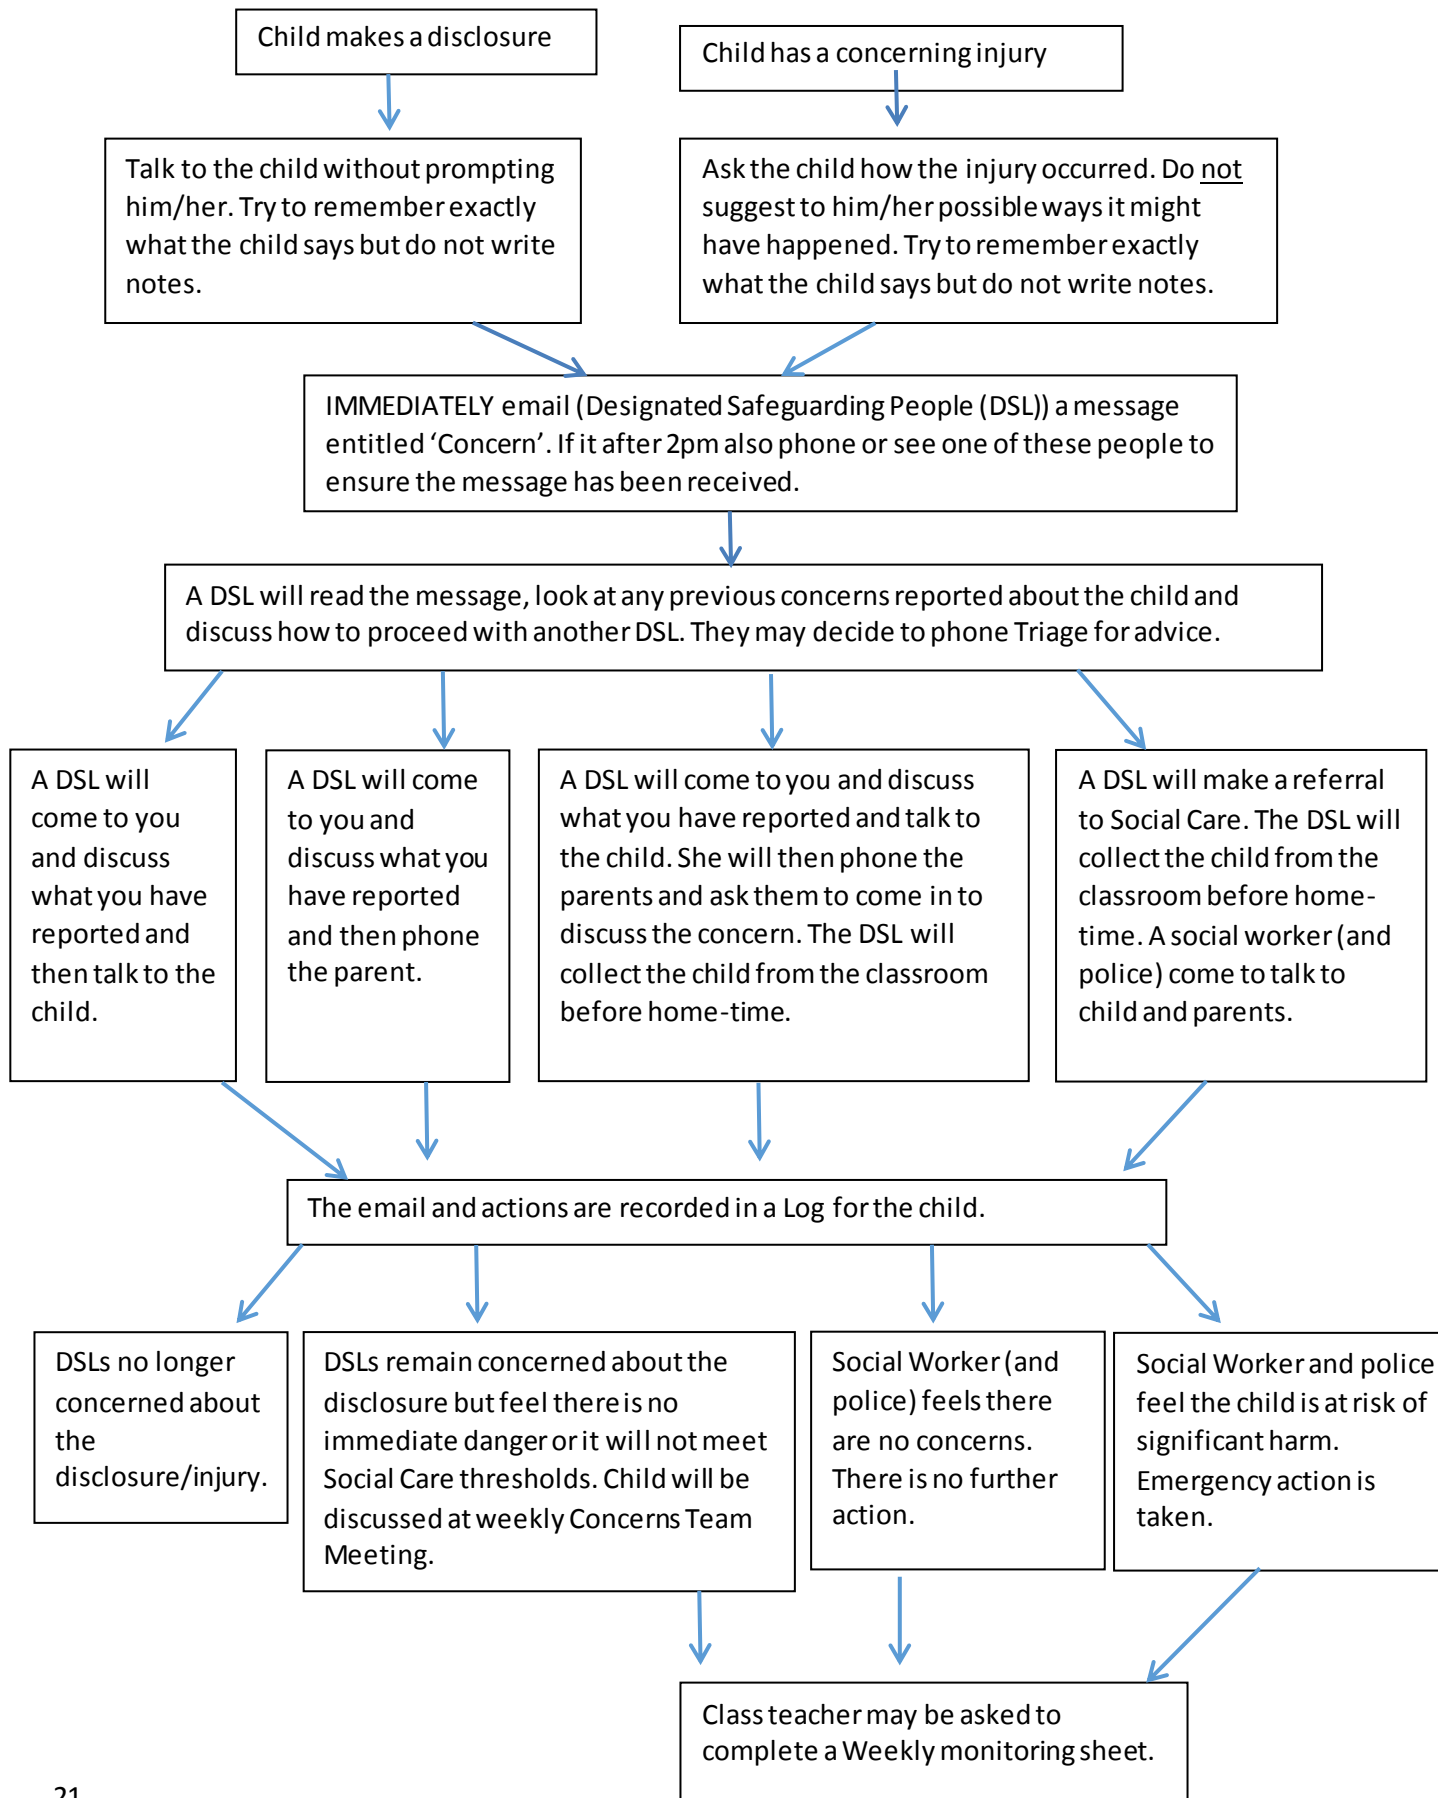 Child makes a disclosure
Child has a concerning injury
Talk to the child without prompting
him/her. Try to remember exactly
what the child says but do not write
notes.
Ask the child how the injury occurred. Do not
suggest to him/her possible ways it might
have happened. Try to remember exactly
what the child says but do not write notes.
IMMEDIATELY email (Designated Safeguarding People (DSL)) a message
entitled ‘Concern’. If it after 2pm also phone or see one of these people to
ensure the message has been received.
A DSL will read the message, look at any previous concerns reported about the child and
discuss how to proceed with another DSL. They may decide to phone Triage for advice.
A DSL will
come to you
and discuss
what you have
reported and
then talk to the
child.
A DSL will come
to you and
discuss what you
have reported
and then phone
the parent.
A DSL will come to you and discuss
what you have reported and talk to
the child. She will then phone the
parents and ask them to come in to
discuss the concern. The DSL will
collect the child from the classroom
before home-time.
A DSL will make a referral
to Social Care. The DSL will
collect the child from the
classroom before home-
time. A social worker (and
police) come to talk to
child and parents.
The email and actions are recorded in a Log for the child.
DSLs no longer
concerned about
the
disclosure/injury.
DSLs remain concerned about the
disclosure but feel there is no
immediate danger or it will not meet
Social Care thresholds. Child will be
discussed at weekly Concerns Team
Meeting.
Social Worker (and
police) feels there
are no concerns.
There is no further
action.
Social Worker and police
feel the child is at risk of
significant harm.
Emergency action is
taken.
Class teacher may be asked to
complete a Weekly monitoring sheet.
21